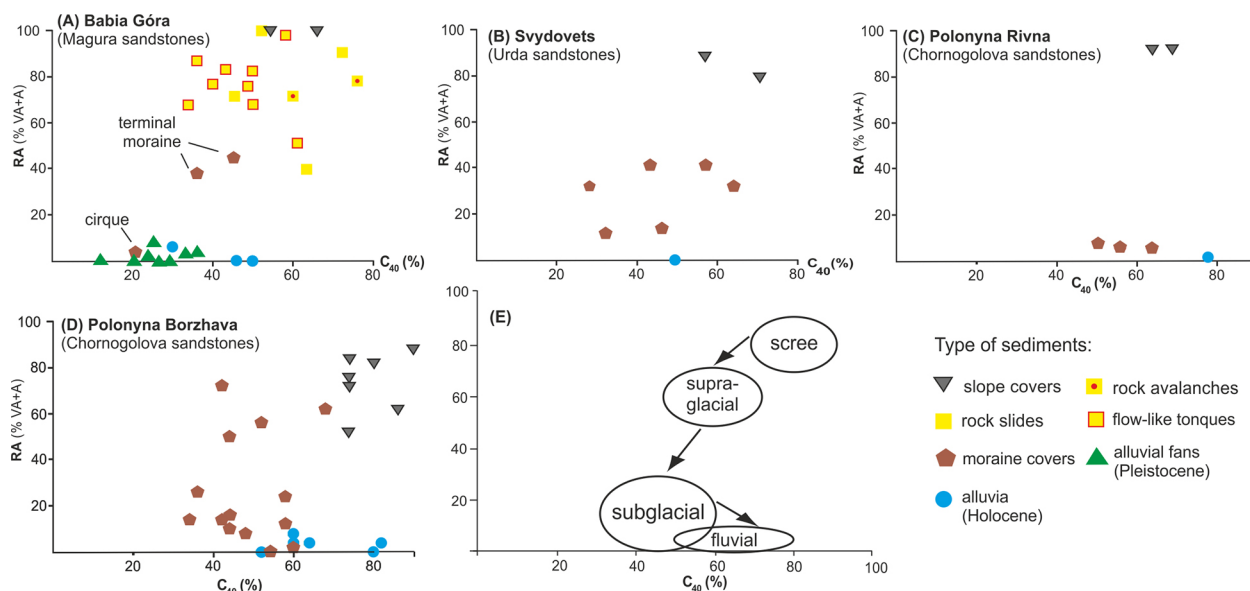 (A) Babia Góra
(Magura sandstones)
100
80
60
40
20
RA (% VA+A)
terminal
moraine
cirque
20
40
60
80
C40 (%)
(B) Svydovets
(Urda sandstones)
100
80
60
40
20
RA (% VA+A)
20
40
60
80
C40 (%)
(C) Polonyna Rivna
(Chornogolova sandstones)
100
80
60
40
20
RA (% VA+A)
20
40
60
80
C40 (%)
(D) Polonyna Borzhava
(Chornogolova sandstones)
100
80
60
40
20
RA (% VA+A)
20
40
60
80
C40 (%)
(E)
100
80
60
40
20
scree
supra-
glacial
subglacial
fluvial
20
40
60
80
100
C40 (%)
Type of sediments:
slope covers
rock avalanches
rock slides
flow-like tonques
moraine covers
alluvial fans
(Pleistocene)
alluvia
(Holocene)